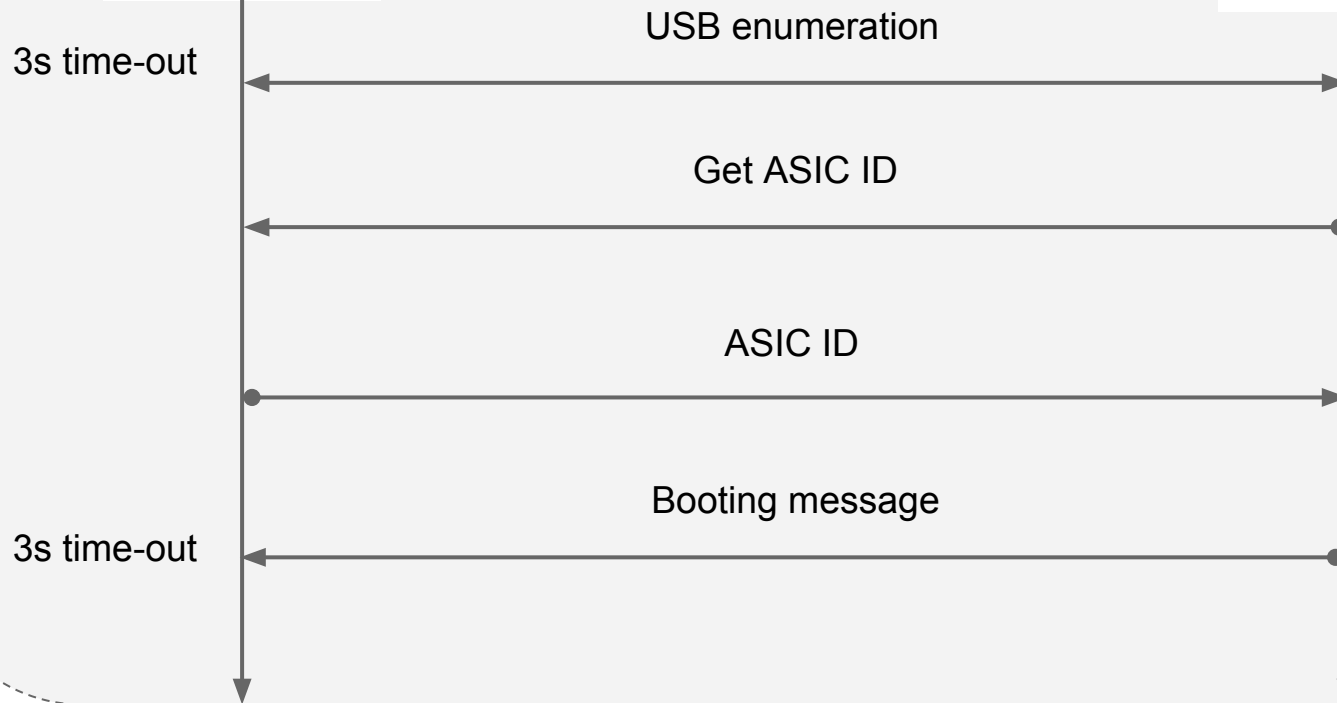 USB enumeration
3s time-out
Get ASIC ID
ASIC ID
Booting message
3s time-out